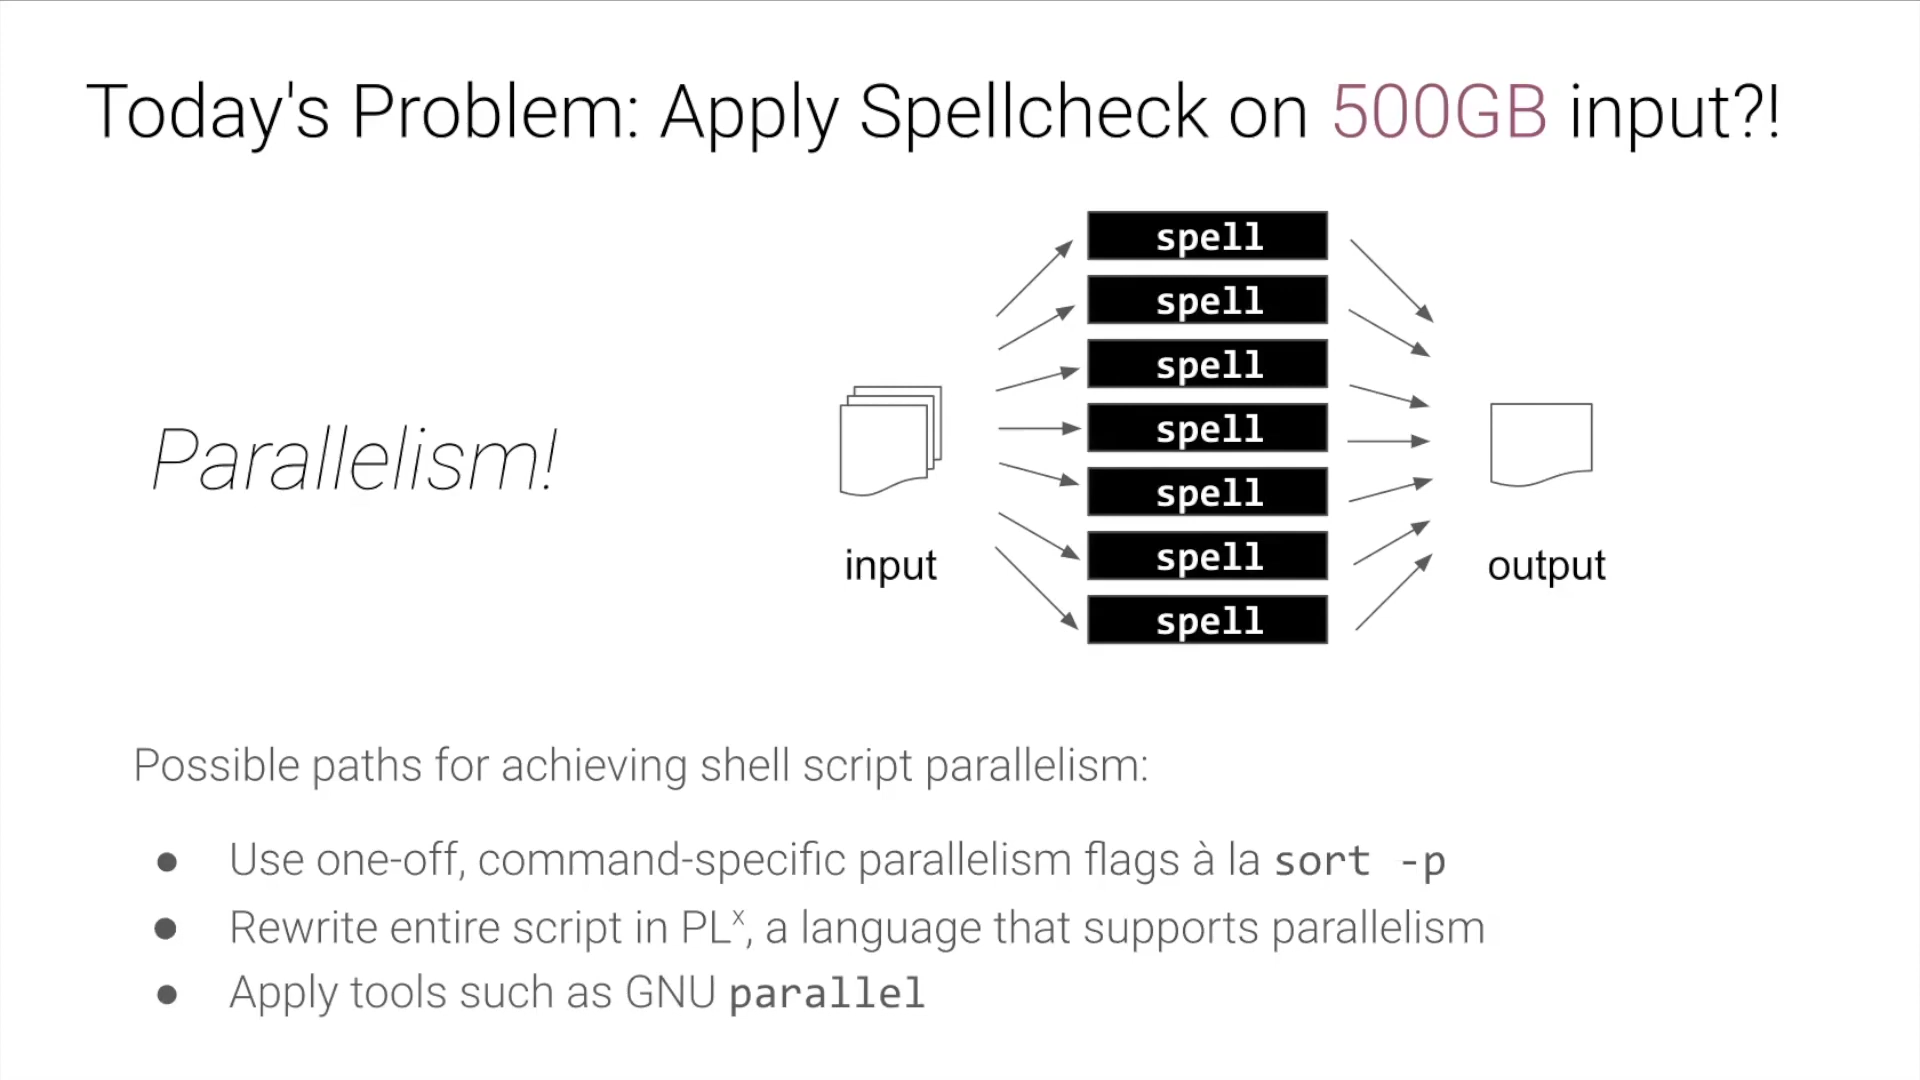 Today's Problem: Apply Spellcheck on 500GB input?!
Parallelism!
spell
spell
spell
spell
spell
spell
spell
input
output
Possible paths for achieving shell script parallelism:
● Use one-off, command-specific parallelism flags à la sort -p
● Rewrite entire script in PLˣ, a language that supports parallelism
● Apply tools such as GNU parallel